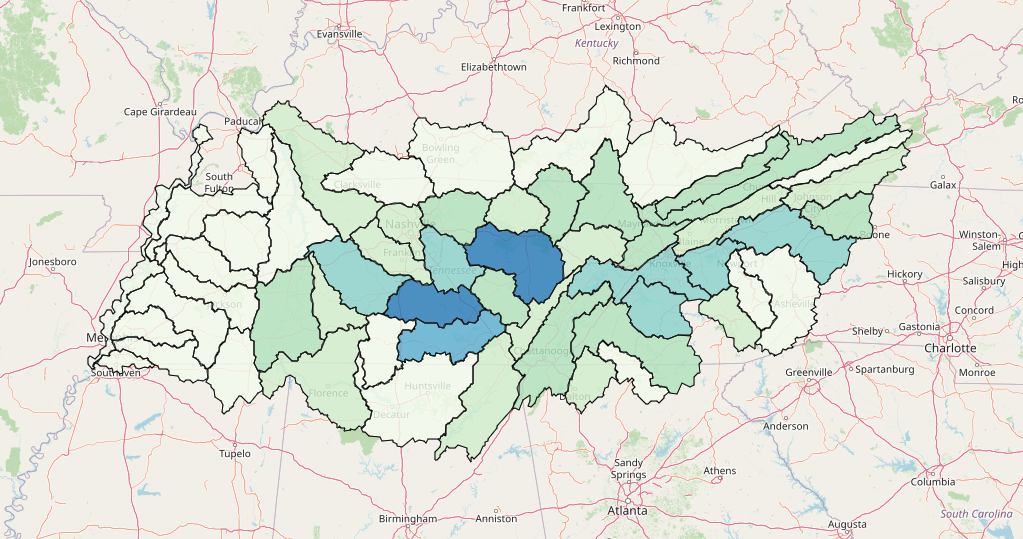 Frankfort
Lexington
Evansville
Kentucky
Richmond
Elizabethtown
Cape Girardeau
Paducah
Bowling
Green
South
Fulton
Clarksville
Galax
Nashville
Boone
Winston-
Salem
Jonesboro
Hickory
Salisbury
Asheville
Concord
Shelby
Gastonia
Charlotte
Chattanooga
Southaven
Greenville
Spartanburg
Monroe
Huntsville
Florence
Dalton
Decatur
Anderson
Tupelo
Sandy
Springs
Athens
Columbia
Atlanta
Birmingham
Anniston
Augusta
South Carolina